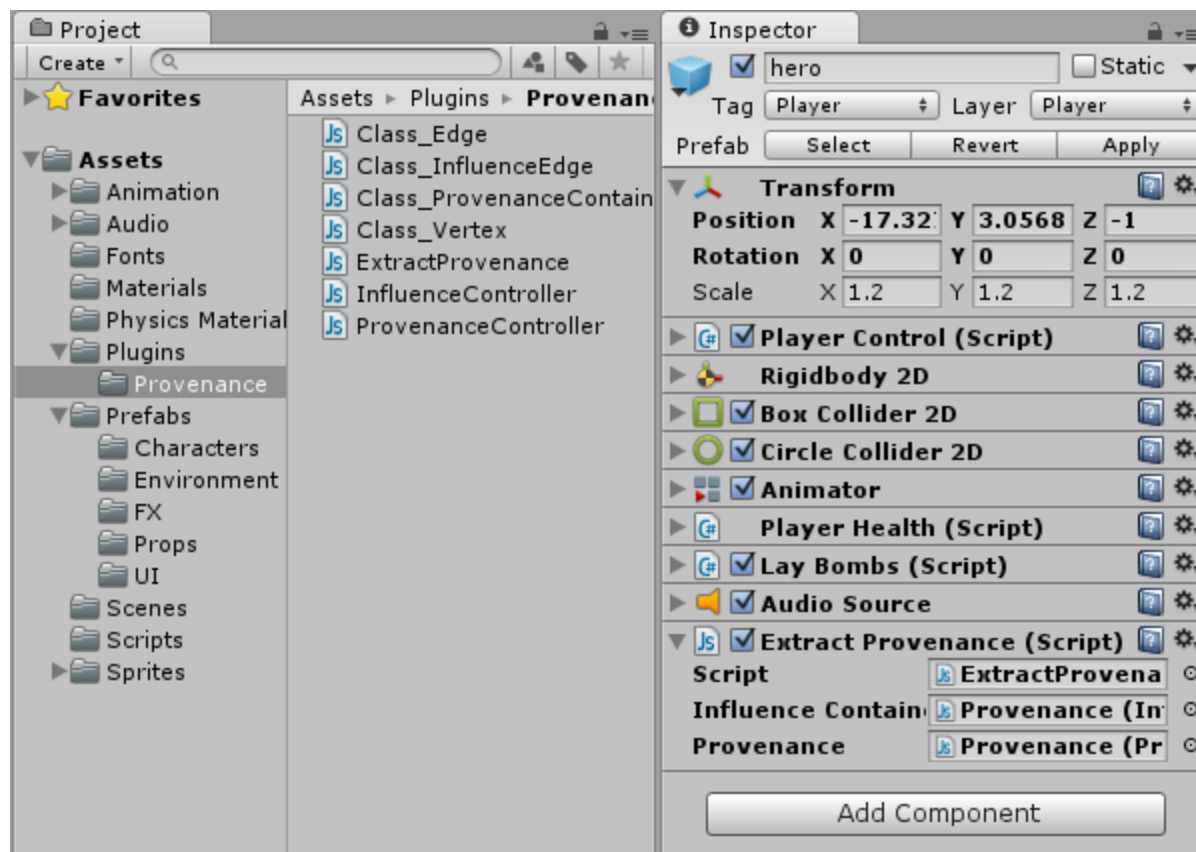 Project
Create
Favorites
Assets
Animation
Audio
Fonts
Materials
Physics Material
Plugins
Provenance
Prefabs
Characters
Environment
FX
Props
UI
Scenes
Scripts
Sprites
Assets Plugins Provenan
Class_Edge
Class_InfluenceEdge
Class_ProvenanceContain
Class_Vertex
ExtractProvenance
InfluenceController
ProvenanceController
Inspector
hero Static
Tag Player Layer Player
Prefab Select Revert Apply
Transform
Position X -17.32 Y 3.0568 Z -1
Rotation X 0 Y 0 Z 0
Scale X 1.2 Y 1.2 Z 1.2
Player Control (Script)
Rigidbody 2D
Box Collider 2D
Circle Collider 2D
Animator
Player Health (Script)
Lay Bombs (Script)
Audio Source
Extract Provenance (Script)
Script ExtractProvena
Influence Contain Provenance (In
Provenance Provenance (Pr
Add Component